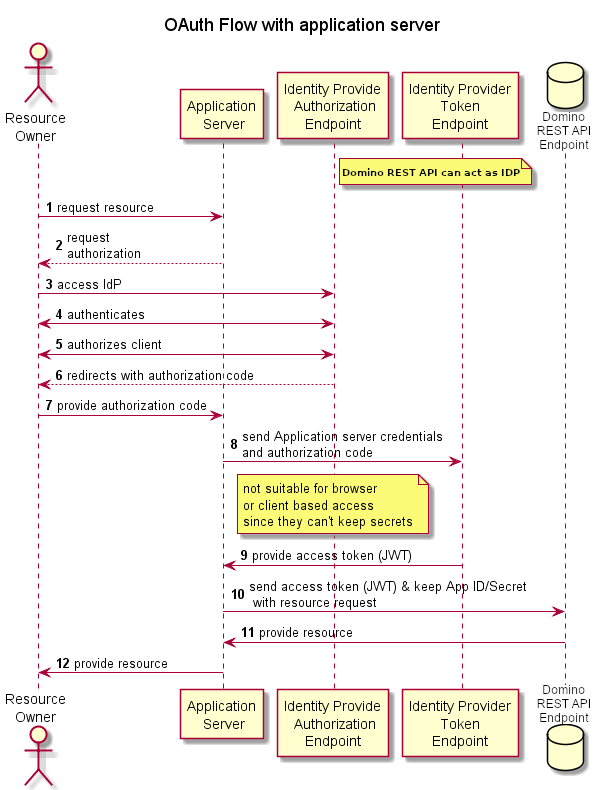 OAuth Flow with application server
Resource
Owner
Application
Server
Identity Provide
Authorization
Endpoint
Identity Provider
Token
Endpoint
Domino
REST API
Endpoint
Domino REST API can act as IDP
1 request resource
2 request
authorization
3 access IdP
4 authenticates
5 authorizes client
6 redirects with authorization code
7 provide authorization code
8 send Application server credentials
and authorization code
not suitable for browser
or client based access
since they can't keep secrets
9 provide access token (JWT)
10 send access token (JWT) & keep App ID/Secret
with resource request
11 provide resource
12 provide resource
Resource
Owner
Application
Server
Identity Provide
Authorization
Endpoint
Identity Provider
Token
Endpoint
Domino
REST API
Endpoint